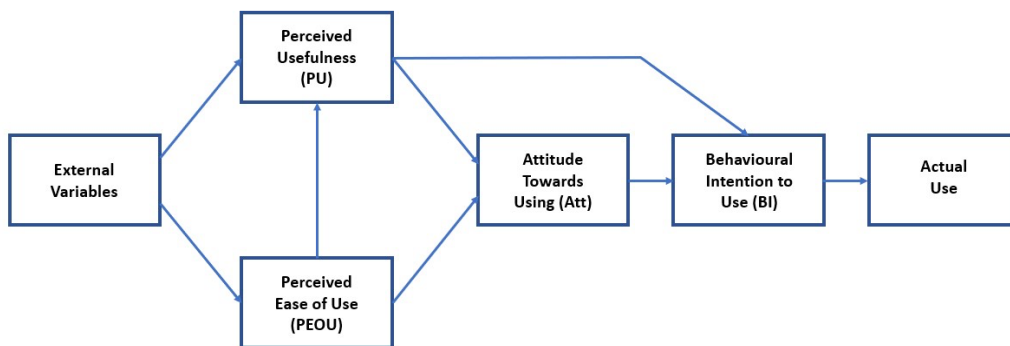 Perceived
Usefulness
(PU)
External
Variables
Attitude
Towards
Using (Att)
Behavioural
Intention to
Use (BI)
Actual
Use
Perceived
Ease of Use
(PEOU)